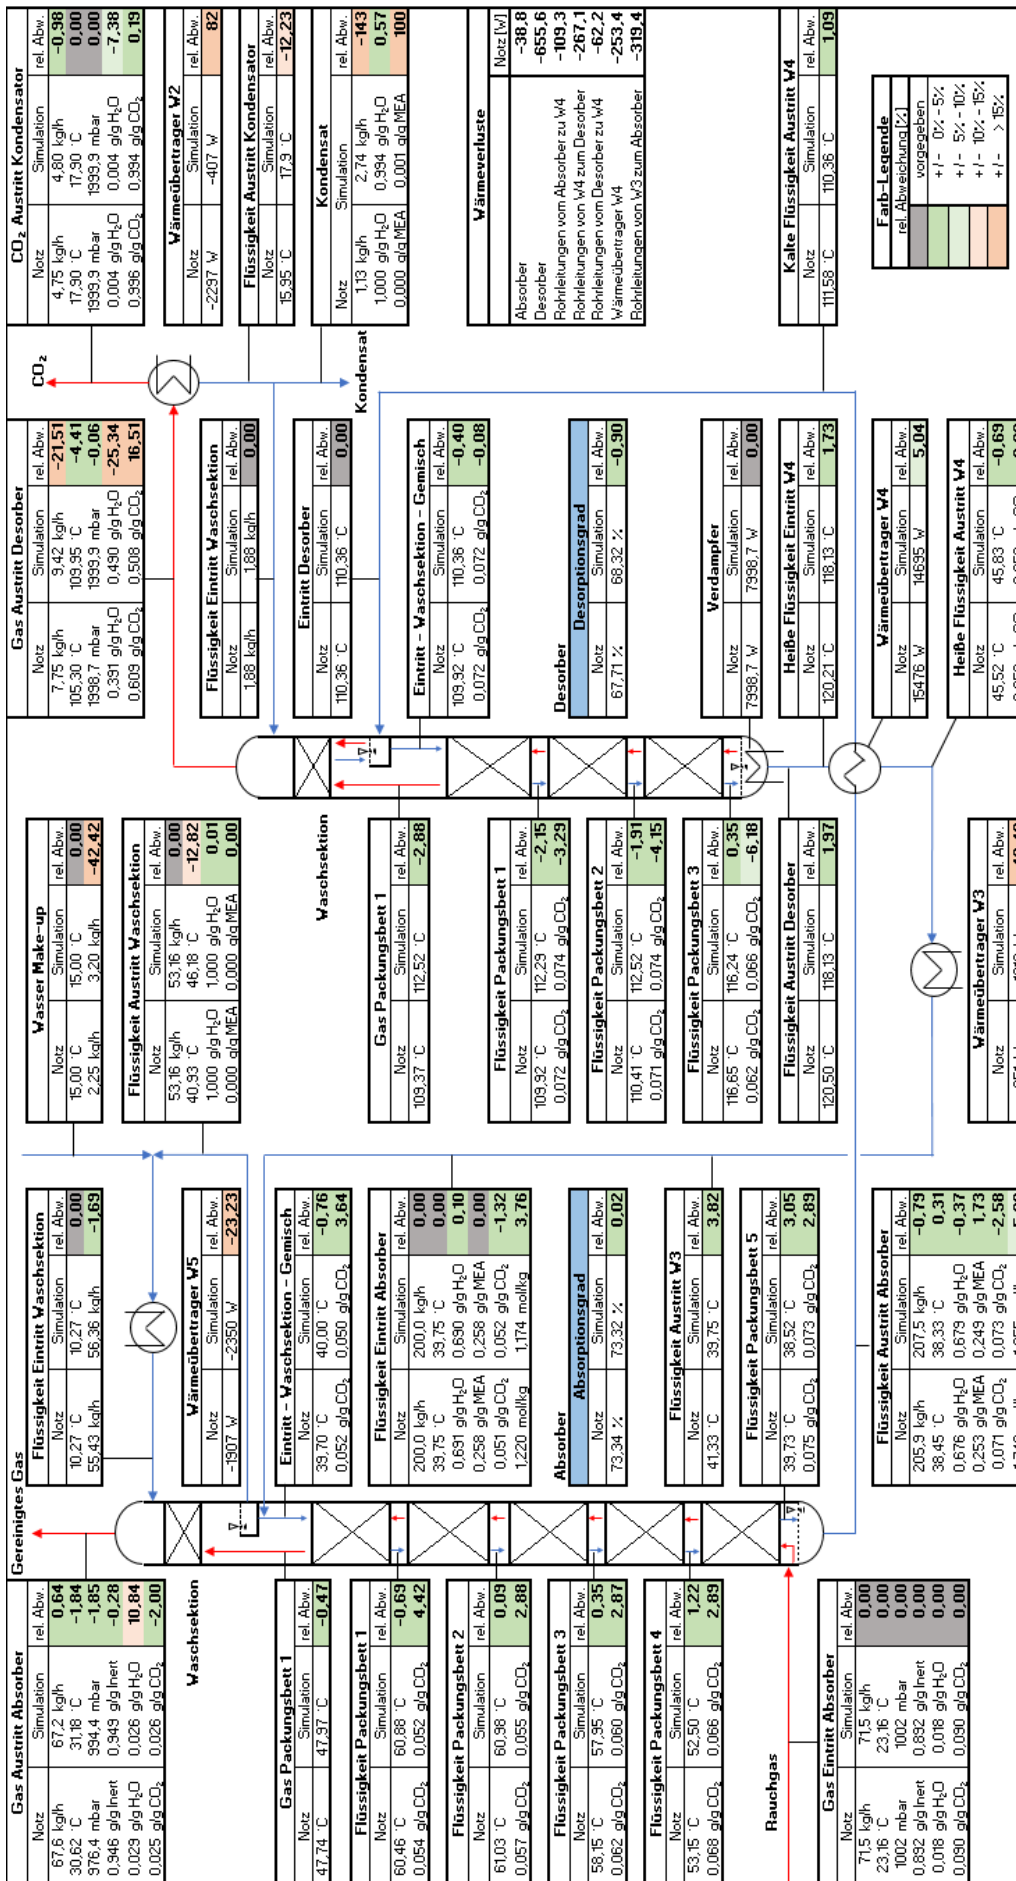 Gas Austritt Absorber
Notz Simulation rel. Abw.
67,6 kg/h 67,2 kg/h 0,64
30,62 °C 31,18 °C -1,84
976,4 mbar 994,4 mbar -1,85
0,946 g/g Inert 0,949 g/g Inert -0,28
0,029 g/g H₂O 0,026 g/g H₂O 10,84
0,025 g/g CO₂ 0,026 g/g CO₂ -2,00
Gereinigtes Gas
Waschsektion
Flüssigkeit Eintritt Waschsektion
Notz Simulation rel. Abw.
10,27 °C 10,27 °C 0,00
55,43 kg/h 56,36 kg/h -1,69
Wasser Make-up
Notz Simulation rel. Abw.
15,00 °C 15,00 °C 0,00
2,25 kg/h 3,20 kg/h -42,42
Flüssigkeit Austritt Waschsektion
Notz Simulation rel. Abw.
53,16 kg/h 53,16 kg/h 0,00
40,93 °C 46,18 °C -12,82
1,000 g/g H₂O 1,000 g/g H₂O 0,01
0,000 g/g MEA 0,000 g/g MEA 0,00
Gas Austritt Desorber
Notz Simulation rel. Abw.
7,75 kg/h 9,42 kg/h -21,51
105,30 °C 109,95 °C -4,41
1998,7 mbar 1999,9 mbar -0,06
0,391 g/g H₂O 0,490 g/g H₂O -25,34
0,609 g/g CO₂ 0,508 g/g CO₂ 16,51
CO₂
CO₂ Austritt Kondensator
Notz Simulation rel. Abw.
4,75 kg/h 4,80 kg/h -0,98
17,90 °C 17,90 °C 0,00
1999,9 mbar 1999,9 mbar 0,00
0,004 g/g H₂O 0,004 g/g H₂O -7,38
0,996 g/g CO₂ 0,994 g/g CO₂ 0,19
Wärmeübertrager W2
Notz Simulation rel. Abw.
-2297 W -407 W 82
Flüssigkeit Austritt Kondensator
Notz Simulation rel. Abw.
15,95 °C 17,9 °C -12,23
Kondensat
Notz Simulation rel. Abw.
1,13 kg/h 2,74 kg/h -143
1,000 g/g H₂O 0,994 g/g H₂O 0,57
0,000 g/g MEA 0,001 g/g MEA 100
Kondensat
Wärmeübertrager W5
Notz Simulation rel. Abw.
-1907 W -2350 W -23,23
Flüssigkeit Eintritt Waschsektion
Notz Simulation rel. Abw.
1,88 kg/h 1,88 kg/h 0,00
Eintritt Desorber
Notz Simulation rel. Abw.
110,36 °C 110,36 °C 0,00
Waschsektion
Gas Packungsbett 1
Notz Simulation rel. Abw.
47,74 °C 47,97 °C -0,47
Eintritt - Waschsektion - Gemisch
Notz Simulation rel. Abw.
39,70 °C 40,00 °C -0,76
0,052 g/g CO₂ 0,050 g/g CO₂ 3,64
Gas Packungsbett 1
Notz Simulation rel. Abw.
109,37 °C 112,52 °C -2,88
Eintritt - Waschsektion - Gemisch
Notz Simulation rel. Abw.
109,92 °C 110,36 °C -0,40
0,072 g/g CO₂ 0,072 g/g CO₂ -0,08
Flüssigkeit Packungsbett 1
Notz Simulation rel. Abw.
60,46 °C 60,88 °C -0,69
0,054 g/g CO₂ 0,052 g/g CO₂ 4,42
Flüssigkeit Eintritt Absorber
Notz Simulation rel. Abw.
200,0 kg/h 200,0 kg/h 0,00
39,75 °C 39,75 °C 0,00
0,691 g/g H₂O 0,690 g/g H₂O 0,10
0,258 g/g MEA 0,258 g/g MEA 0,00
0,051 g/g CO₂ 0,052 g/g CO₂ -1,32
1,220 mol/kg 1,174 mol/kg 3,76
Flüssigkeit Packungsbett 1
Notz Simulation rel. Abw.
109,92 °C 112,29 °C -2,15
0,072 g/g CO₂ 0,074 g/g CO₂ -3,29
Wärmeverluste
Notz [W]
Absorber -38,8
Desorber -655,6
Rohrleitungen vom Absorber zu W4 -109,3
Rohrleitungen von W4 zum Desorber -267,1
Rohrleitungen vom Desorber zu W4 -62,2
Wärmeübertrager W4 -253,4
Rohrleitungen von W3 zum Absorber -319,4
Flüssigkeit Packungsbett 2
Notz Simulation rel. Abw.
61,03 °C 60,98 °C 0,09
0,057 g/g CO₂ 0,055 g/g CO₂ 2,88
Absorber
Absorptionsgrad
Notz Simulation rel. Abw.
73,34 % 73,32 % 0,02
Flüssigkeit Packungsbett 2
Notz Simulation rel. Abw.
110,41 °C 112,52 °C -1,91
0,071 g/g CO₂ 0,074 g/g CO₂ -4,15
Desorber
Desorptionsgrad
Notz Simulation rel. Abw.
67,71 % 68,32 % -0,90
Flüssigkeit Packungsbett 3
Notz Simulation rel. Abw.
58,15 °C 57,95 °C 0,35
0,062 g/g CO₂ 0,060 g/g CO₂ 2,87
Flüssigkeit Austritt W3
Notz Simulation rel. Abw.
41,33 °C 39,75 °C 3,82
Flüssigkeit Packungsbett 3
Notz Simulation rel. Abw.
116,65 °C 116,24 °C 0,35
0,062 g/g CO₂ 0,066 g/g CO₂ -6,18
Verdampfer
Notz Simulation rel. Abw.
7998,7 W 7998,7 W 0,00
Flüssigkeit Packungsbett 4
Notz Simulation rel. Abw.
53,15 °C 52,50 °C 1,22
0,068 g/g CO₂ 0,066 g/g CO₂ 2,89
Flüssigkeit Packungsbett 5
Notz Simulation rel. Abw.
39,73 °C 38,52 °C 3,05
0,075 g/g CO₂ 0,073 g/g CO₂ 2,89
Flüssigkeit Austritt Desorber
Notz Simulation rel. Abw.
120,50 °C 118,13 °C 1,97
Heiße Flüssigkeit Eintritt W4
Notz Simulation rel. Abw.
120,21 °C 118,13 °C 1,73
Kalte Flüssigkeit Austritt W4
Notz Simulation rel. Abw.
111,58 °C 110,36 °C 1,09
Rauchgas
Gas Eintritt Absorber
Notz Simulation rel. Abw.
71,5 kg/h 71,5 kg/h 0,00
23,16 °C 23,16 °C 0,00
1002 mbar 1002 mbar 0,00
0,892 g/g Inert 0,892 g/g Inert 0,00
0,018 g/g H₂O 0,018 g/g H₂O 0,00
0,090 g/g CO₂ 0,090 g/g CO₂ 0,00
Flüssigkeit Austritt Absorber
Notz Simulation rel. Abw.
205,9 kg/h 207,5 kg/h -0,79
38,45 °C 38,33 °C 0,31
0,676 g/g H₂O 0,679 g/g H₂O -0,37
0,253 g/g MEA 0,249 g/g MEA 1,73
0,071 g/g CO₂ 0,073 g/g CO₂ -2,58
Wärmeübertrager W4
Notz Simulation rel. Abw.
15476 W 14695 W 5,04
Heiße Flüssigkeit Austritt W4
Notz Simulation rel. Abw.
45,52 °C 45,83 °C -0,69
Wärmeübertrager W3
Notz Simulation rel. Abw.
Farb-Legende
rel. Abweichung [%]
vorgegeben
+/- 0% - 5%
+/- 5% - 10%
+/- 10% - 15%
+/- > 15%